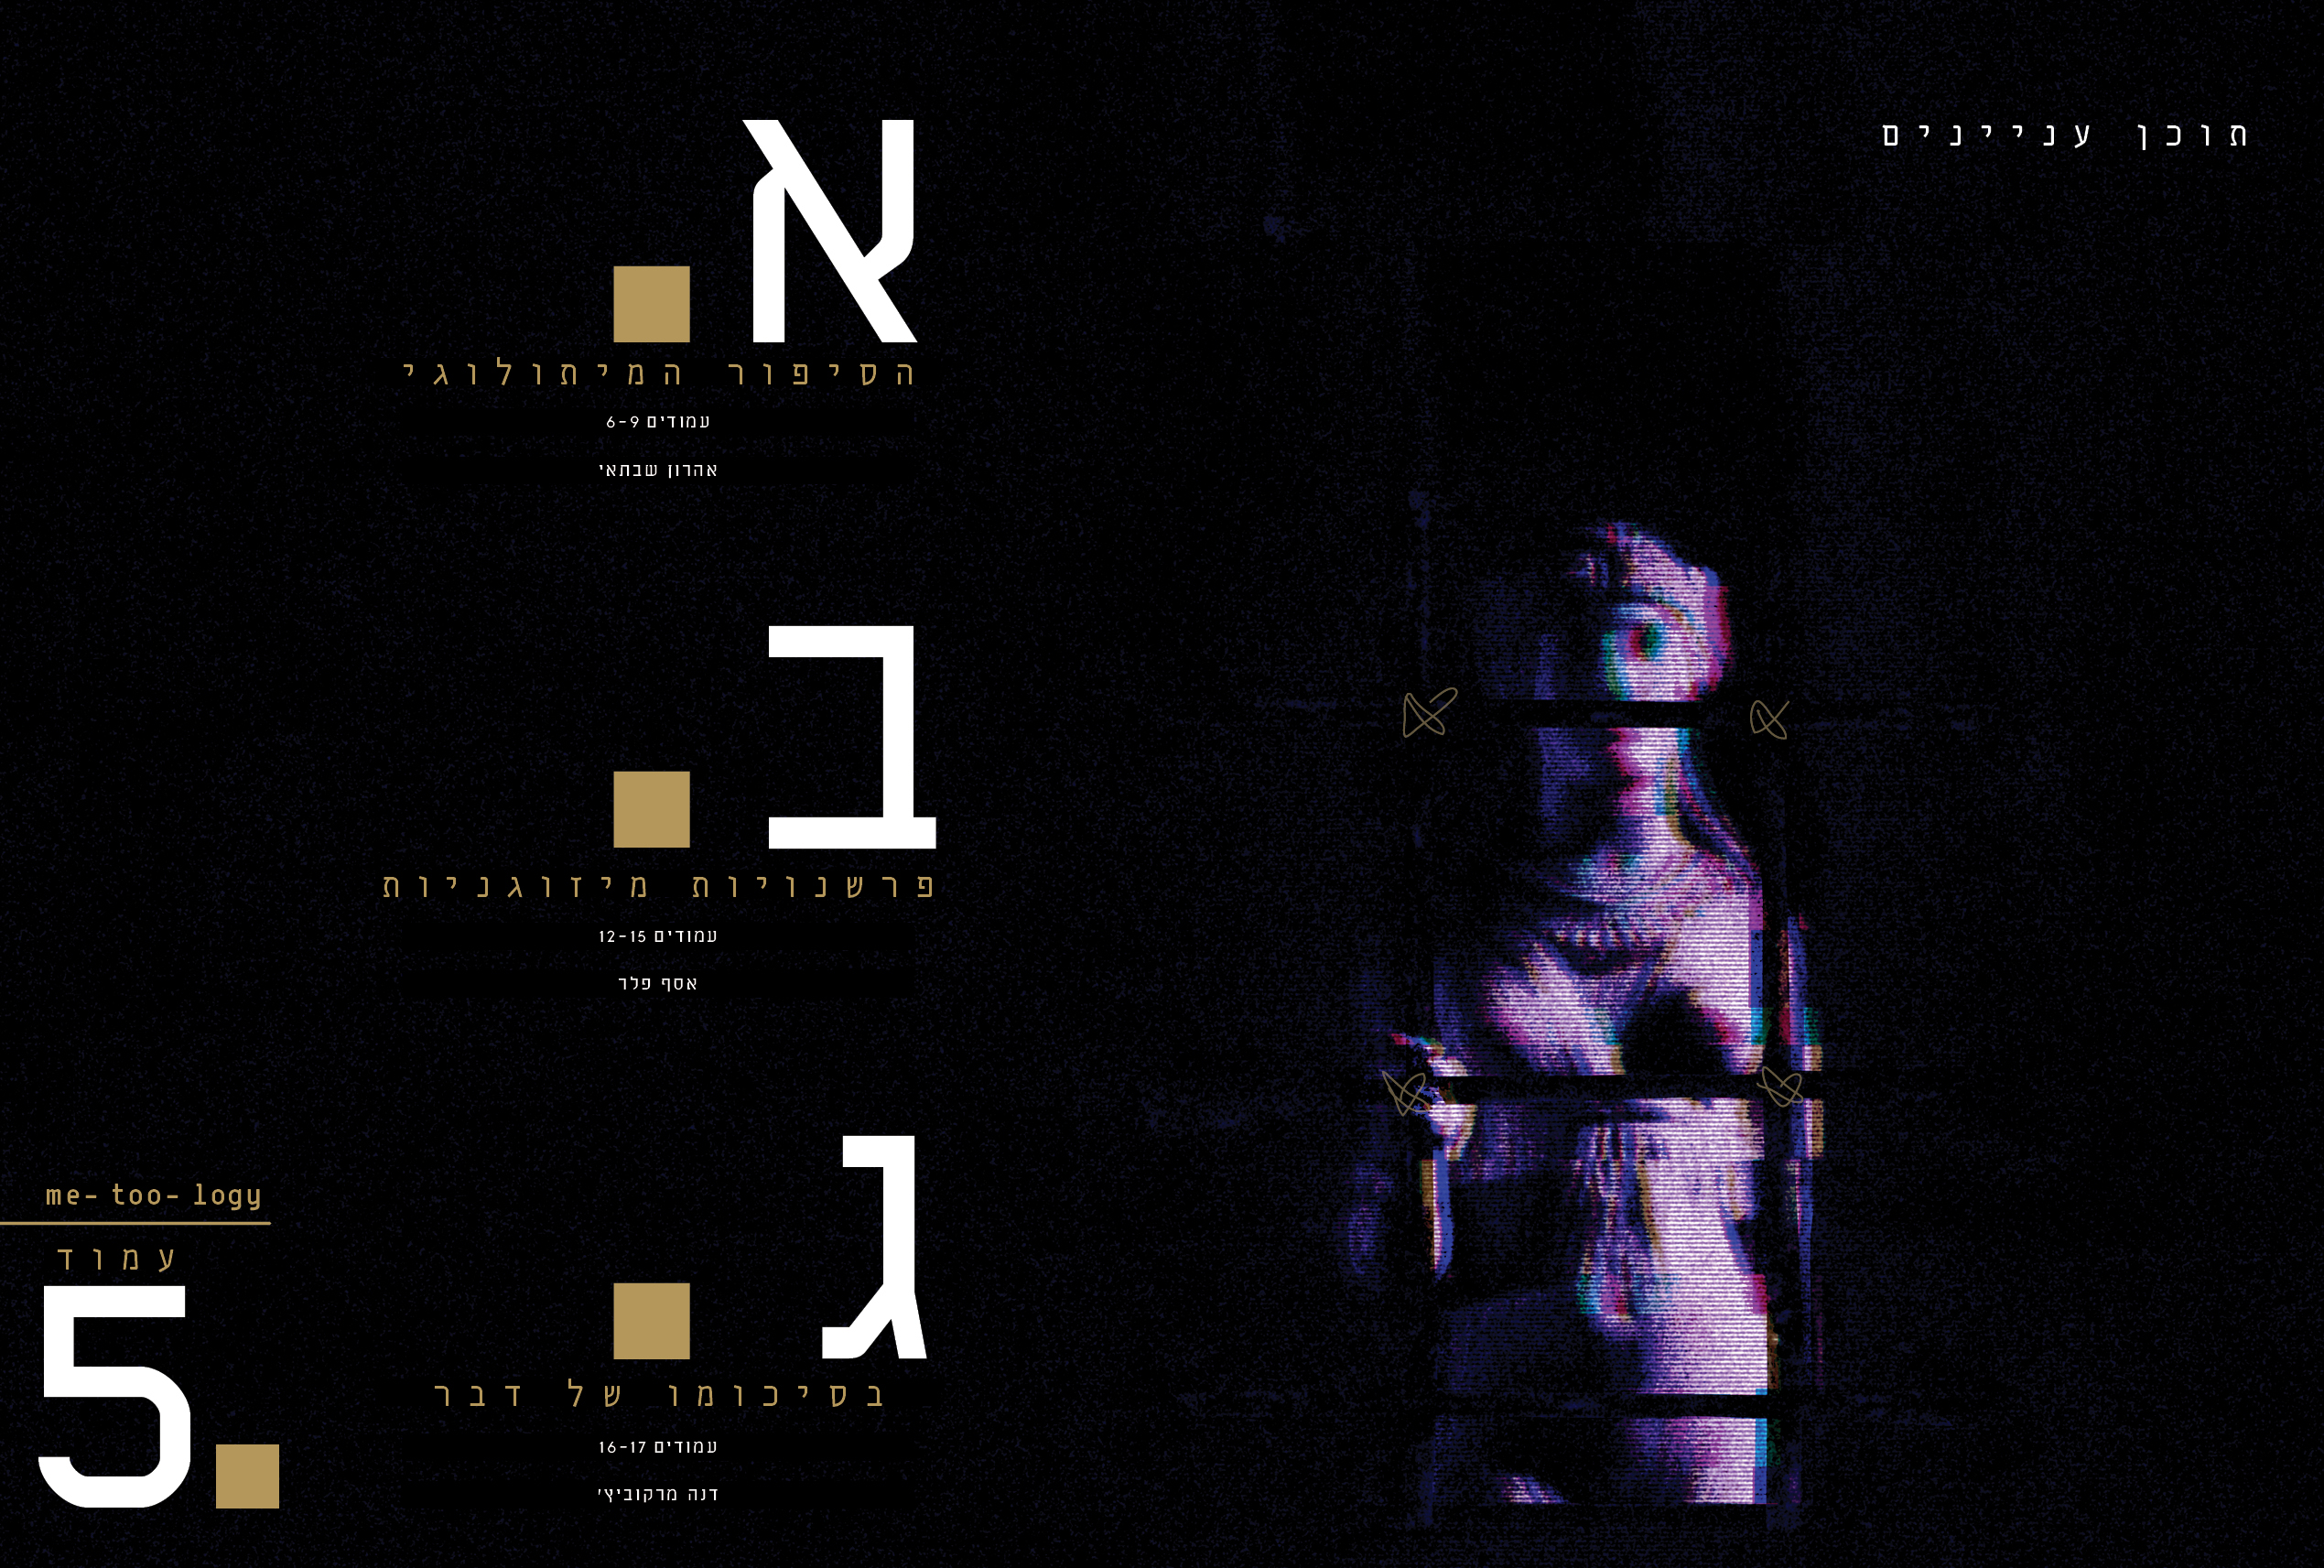 תוכן עניינים
א.
הסיפור המיתולוגי
עמודים 6-9
אהרון שבתאי
ב.
פרשנויות מיזוגניות
עמודים 12-15
אסף פלר
ג.
בסיכומו של דבר
עמודים 16-17
דנה מרקוביץ'
me- too- logy
עמוד
5.